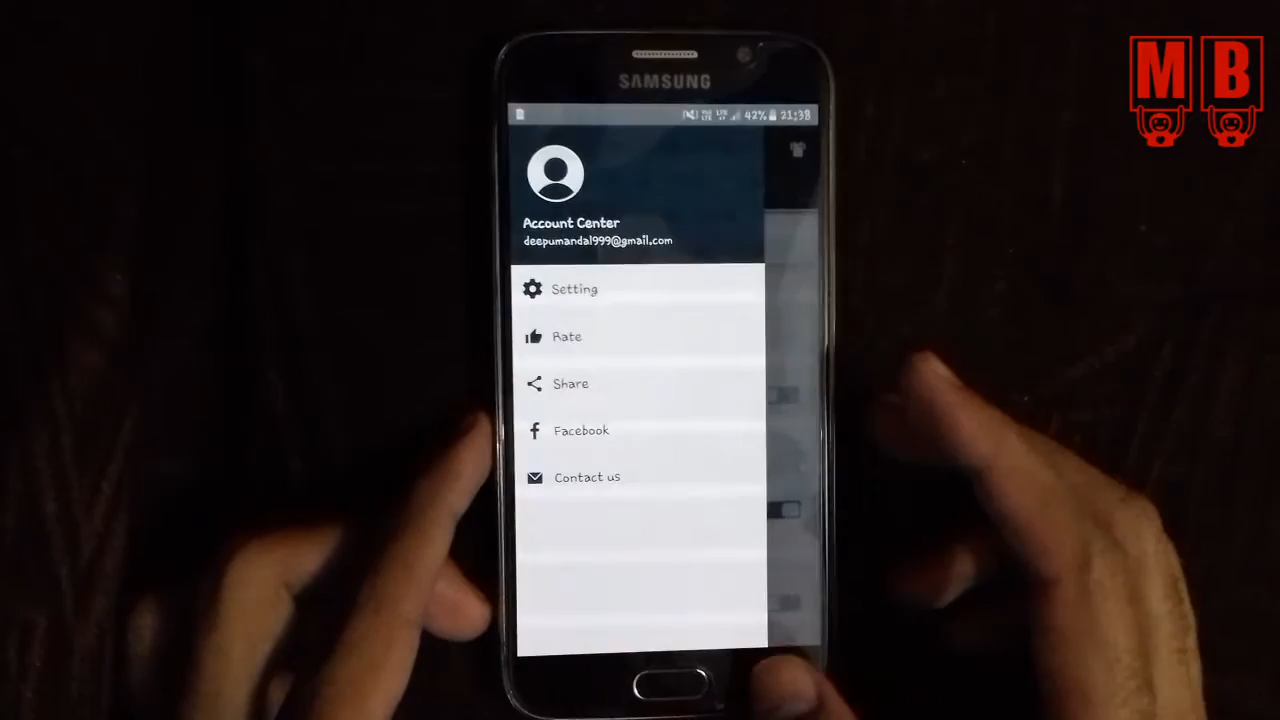 MB
SAMSUNG
42% 21:38
Account Center
deepumandal999@gmail.com
Setting
Rate
Share
Facebook
Contact us